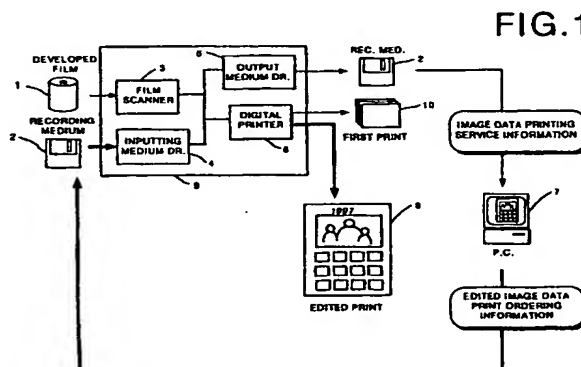 FIG.1
DEVELOPED
FILM
1
RECORDING
MEDIUM
2
3
FILM
SCANNER
INPUTTING
MEDIUM DR.
4
5
OUTPUT
MEDIUM DR.
DIGITAL
PRINTER
6
9
REC. MED.
2
10
FIRST PRINT
1997
8
EDITED PRINT
IMAGE DATA PRINTING
SERVICE INFORMATION
7
P.C.
EDITED IMAGE DATA
PRINT ORDERING
INFORMATION